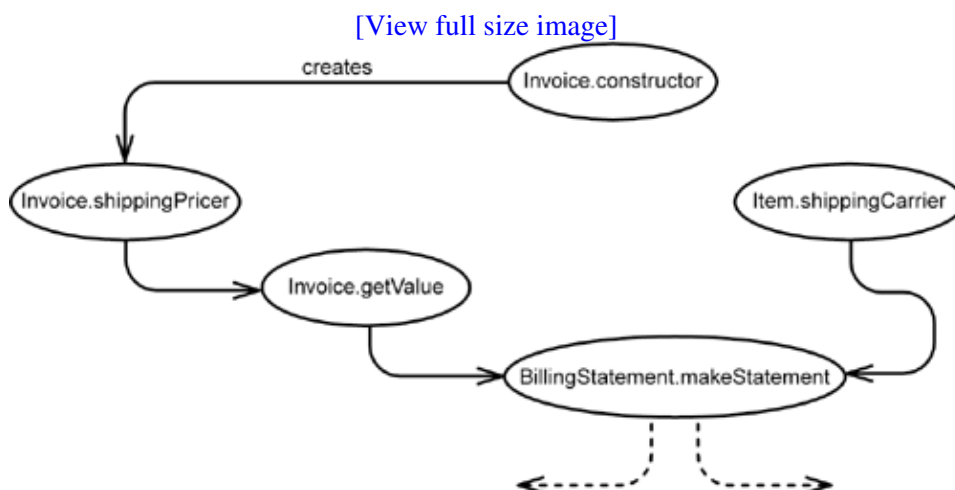 [View full size image]
creates
Invoice.constructor
Invoice.shippingPricer
Item.shippingCarrier
Invoice.getValue
BillingStatement.makeStatement